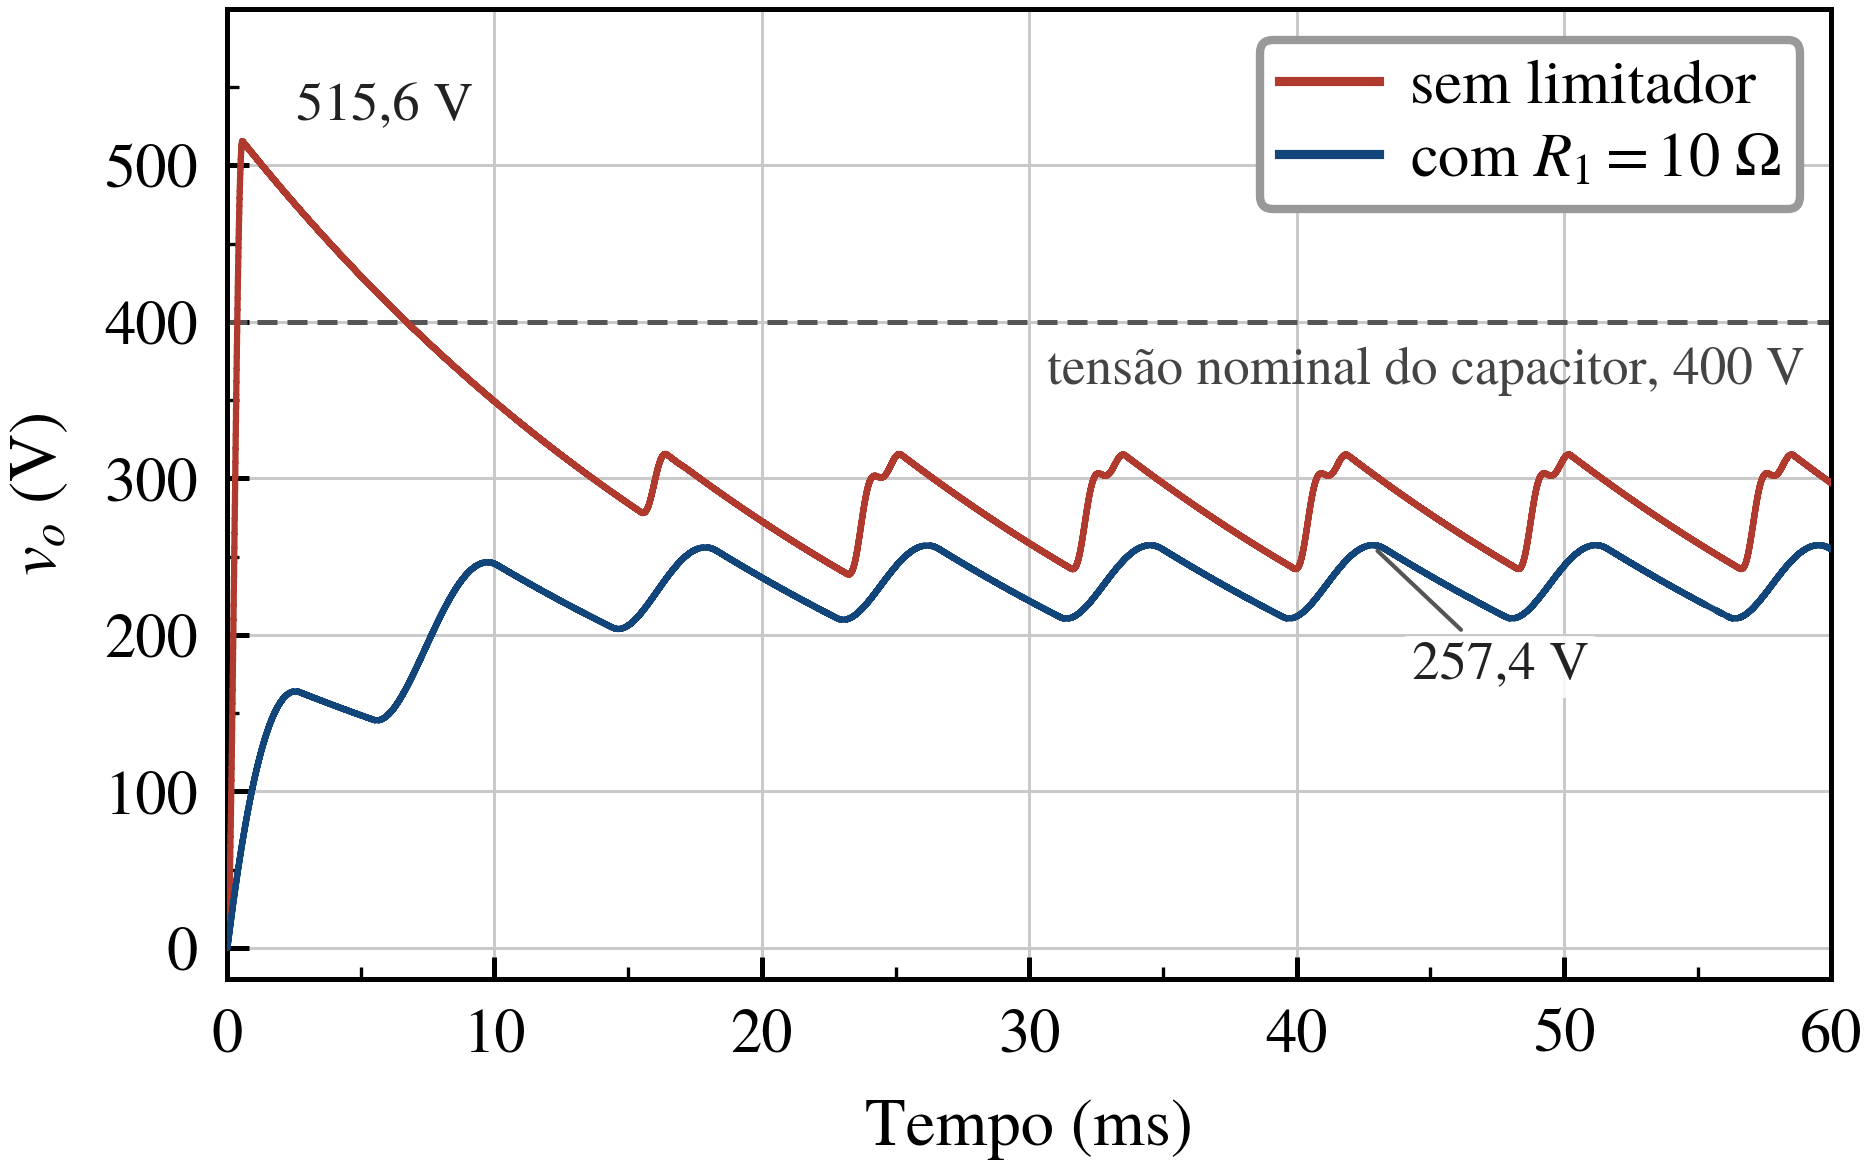 515,6 V
sem limitador
com R₁ = 10 Ω
500
400
300
200
100
0
tensão nominal do capacitor, 400 V
257,4 V
vₒ (V)
0 10 20 30 40 50 60
Tempo (ms)